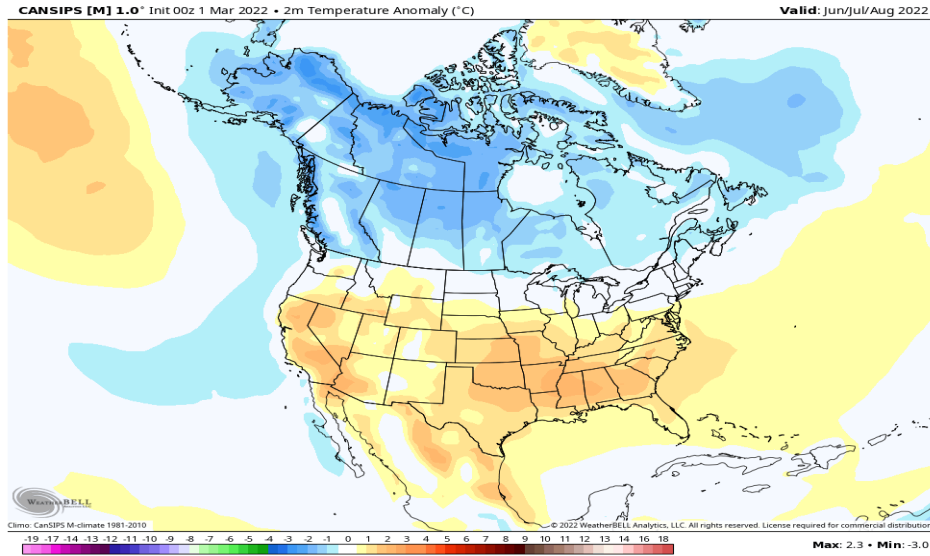 CANSIPS [M] 1.0° Init 00z 1 Mar 2022 • 2m Temperature Anomaly (°C) Valid: Jun/Jul/Aug 2022
WeatherBELL
Climo: CanSIPS M-climate 1981-2010 © 2022 WeatherBELL Analytics, LLC. All rights reserved. License required for commercial distribution
-19 -17 -14 -13 -12 -11 -10 -9 -8 -7 -6 -5 -4 -3 -2 -1 0 1 2 3 4 5 6 7 8 9 10 11 12 13 14 15 16 18
Max: 2.3 • Min: -3.0